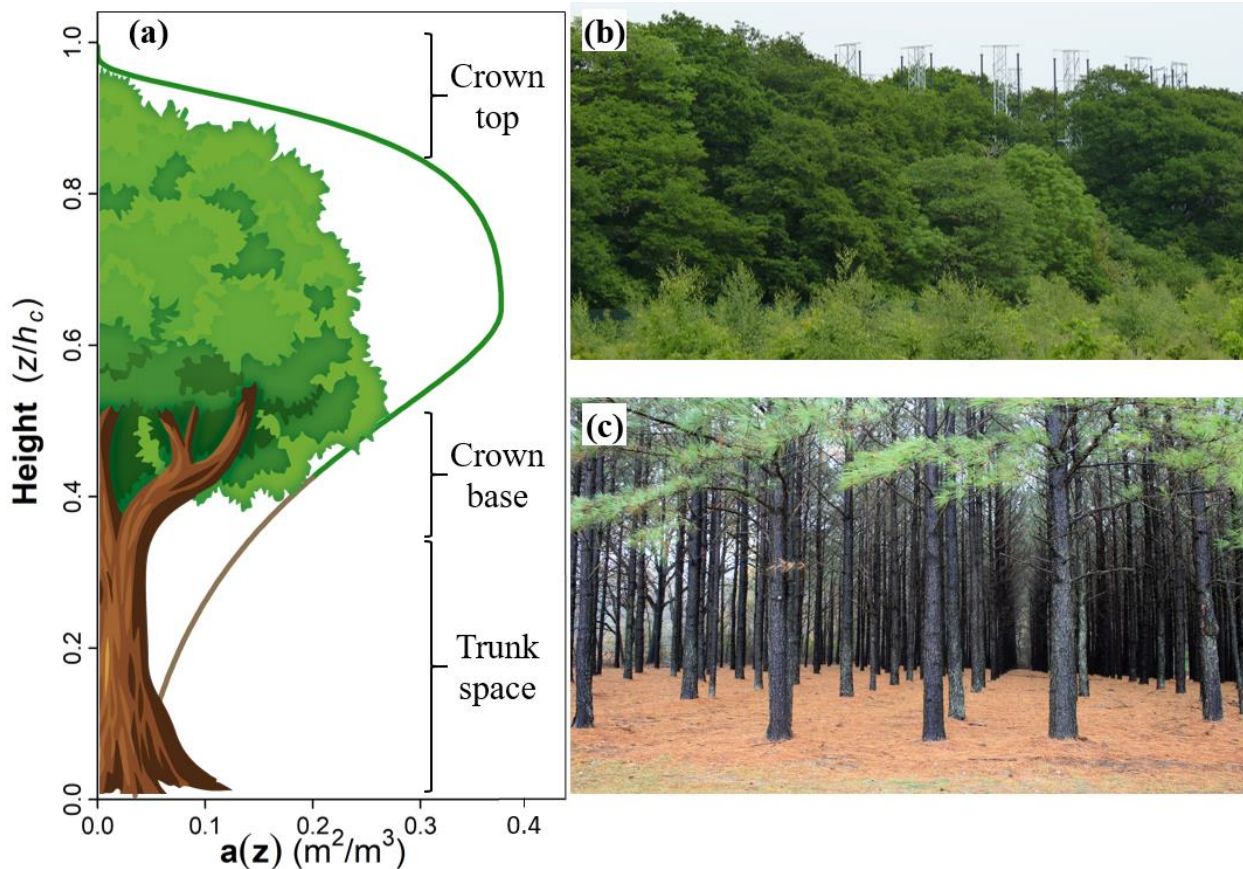 (a)
1.0
0.8
0.6
0.4
0.2
0.0
Height (z/h_c)
Crown
top
Crown
base
Trunk
space
0.0 0.1 0.2 0.3 0.4
a(z) (m²/m³)
(b)
(c)